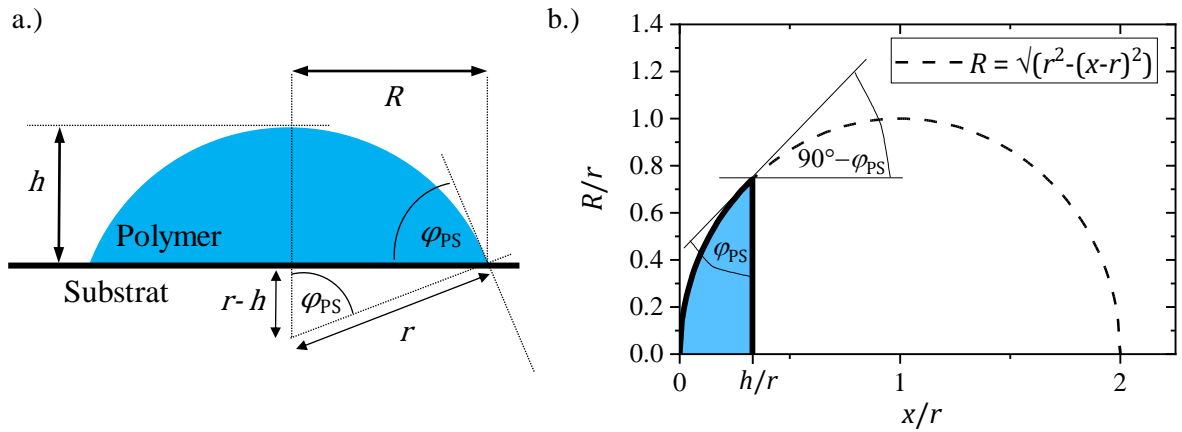 a.)
R
h
Polymer
φPS
Substrat
r- h
φPS
r
b.)
1.4
1.2
1.0
0.8
0.6
0.4
0.2
0.0
R/r
R = √(r²-(x-r)²)
90°−φPS
φPS
0
h/r
1
2
x/r